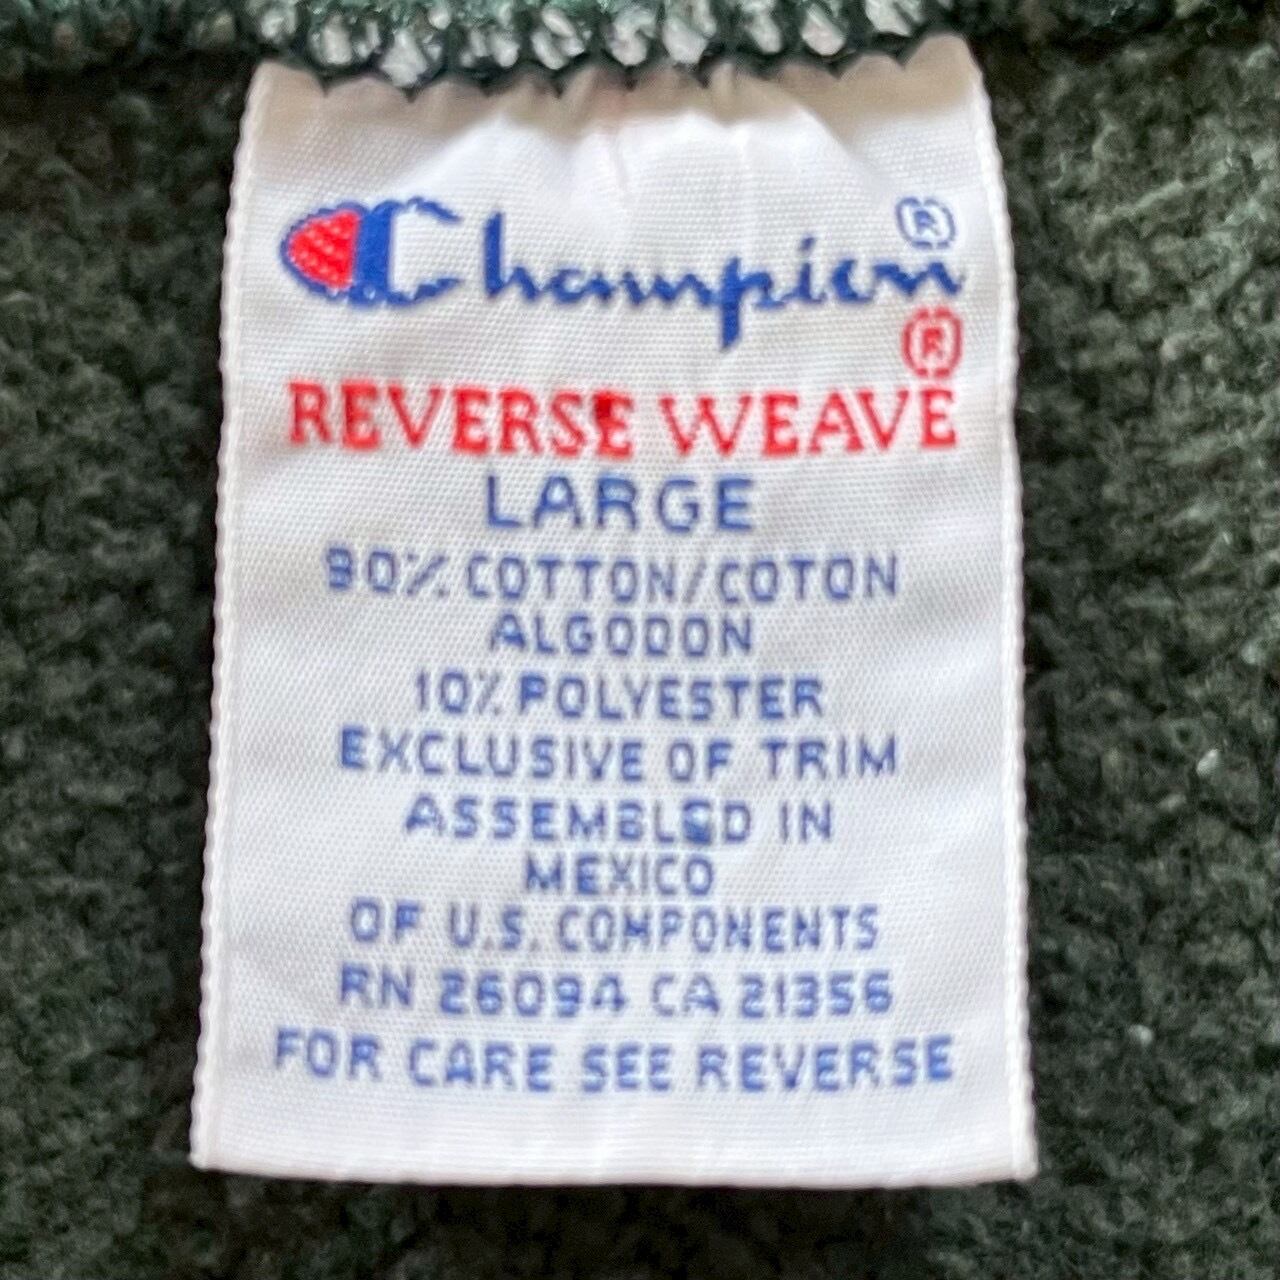 Champion®
®
REVERSE WEAVE
LARGE
90% COTTON/COTON
ALGODON
10% POLYESTER
EXCLUSIVE OF TRIM
ASSEMBLED IN
MEXICO
OF U.S. COMPONENTS
RN 26094 CA 21356
FOR CARE SEE REVERSE